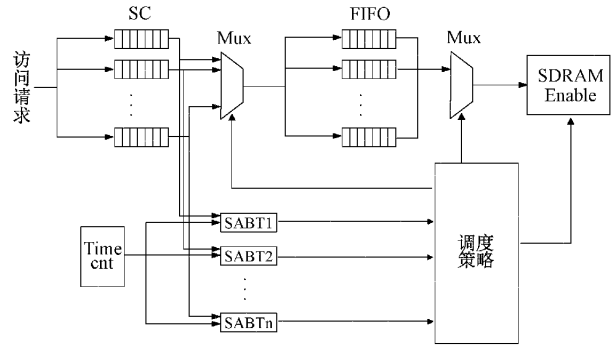 SC
FIFO
Mux
Mux
访问请求
SDRAM
Enable
SABT1
Time
cnt
SABT2
调度
策略
SABTn